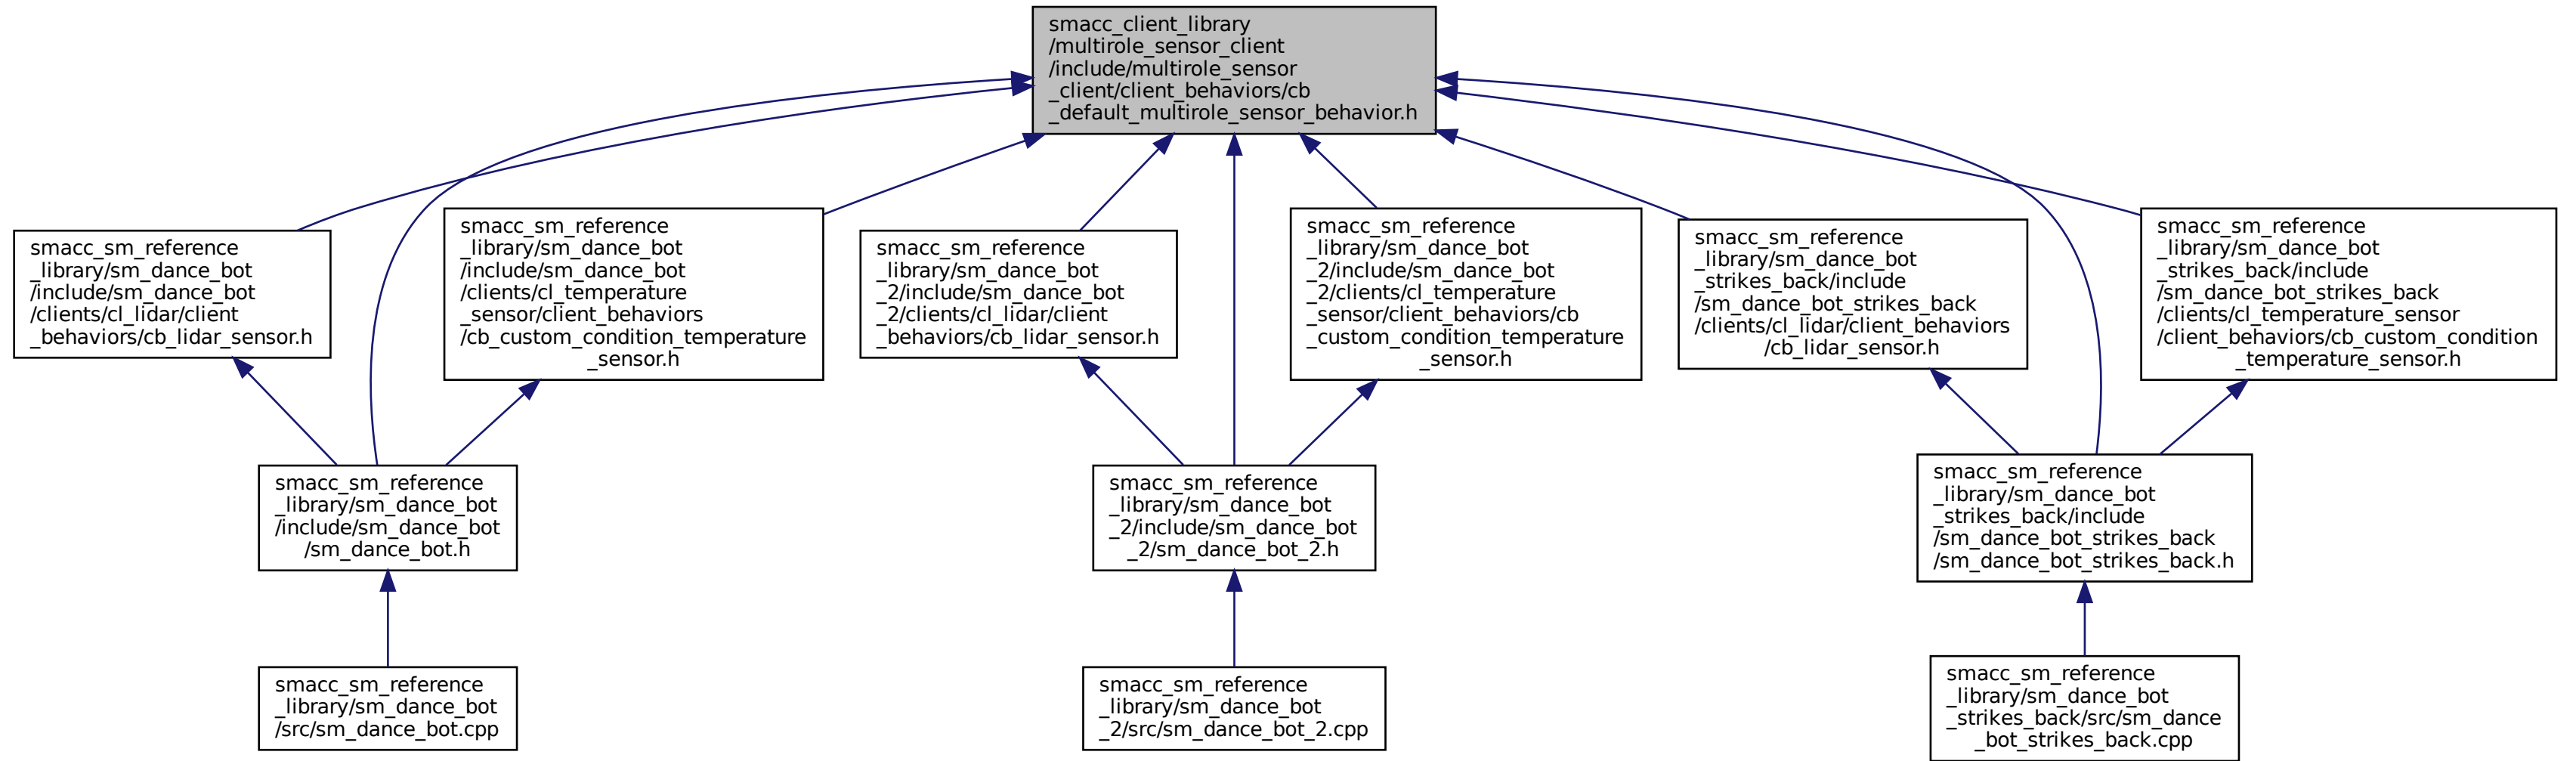 smacc_client_library
/multirole_sensor_client
/include/multirole_sensor
_client/client_behaviors/cb
_default_multirole_sensor_behavior.h
smacc_sm_reference
_library/sm_dance_bot
/include/sm_dance_bot
/clients/cl_lidar/client
_behaviors/cb_lidar_sensor.h
smacc_sm_reference
_library/sm_dance_bot
/include/sm_dance_bot
/clients/cl_temperature
_sensor/client_behaviors
/cb_custom_condition_temperature
_sensor.h
smacc_sm_reference
_library/sm_dance_bot
_2/include/sm_dance_bot
_2/clients/cl_lidar/client
_behaviors/cb_lidar_sensor.h
smacc_sm_reference
_library/sm_dance_bot
_2/include/sm_dance_bot
_2/clients/cl_temperature
_sensor/client_behaviors/cb
_custom_condition_temperature
_sensor.h
smacc_sm_reference
_library/sm_dance_bot
_strikes_back/include
/sm_dance_bot_strikes_back
/clients/cl_lidar/client_behaviors
/cb_lidar_sensor.h
smacc_sm_reference
_library/sm_dance_bot
_strikes_back/include
/sm_dance_bot_strikes_back
/clients/cl_temperature_sensor
/client_behaviors/cb_custom_condition
_temperature_sensor.h
smacc_sm_reference
_library/sm_dance_bot
/include/sm_dance_bot
/sm_dance_bot.h
smacc_sm_reference
_library/sm_dance_bot
_2/include/sm_dance_bot
_2/sm_dance_bot_2.h
smacc_sm_reference
_library/sm_dance_bot
_strikes_back/include
/sm_dance_bot_strikes_back
/sm_dance_bot_strikes_back.h
smacc_sm_reference
_library/sm_dance_bot
/src/sm_dance_bot.cpp
smacc_sm_reference
_library/sm_dance_bot
_2/src/sm_dance_bot_2.cpp
smacc_sm_reference
_library/sm_dance_bot
_strikes_back/src/sm_dance
_bot_strikes_back.cpp